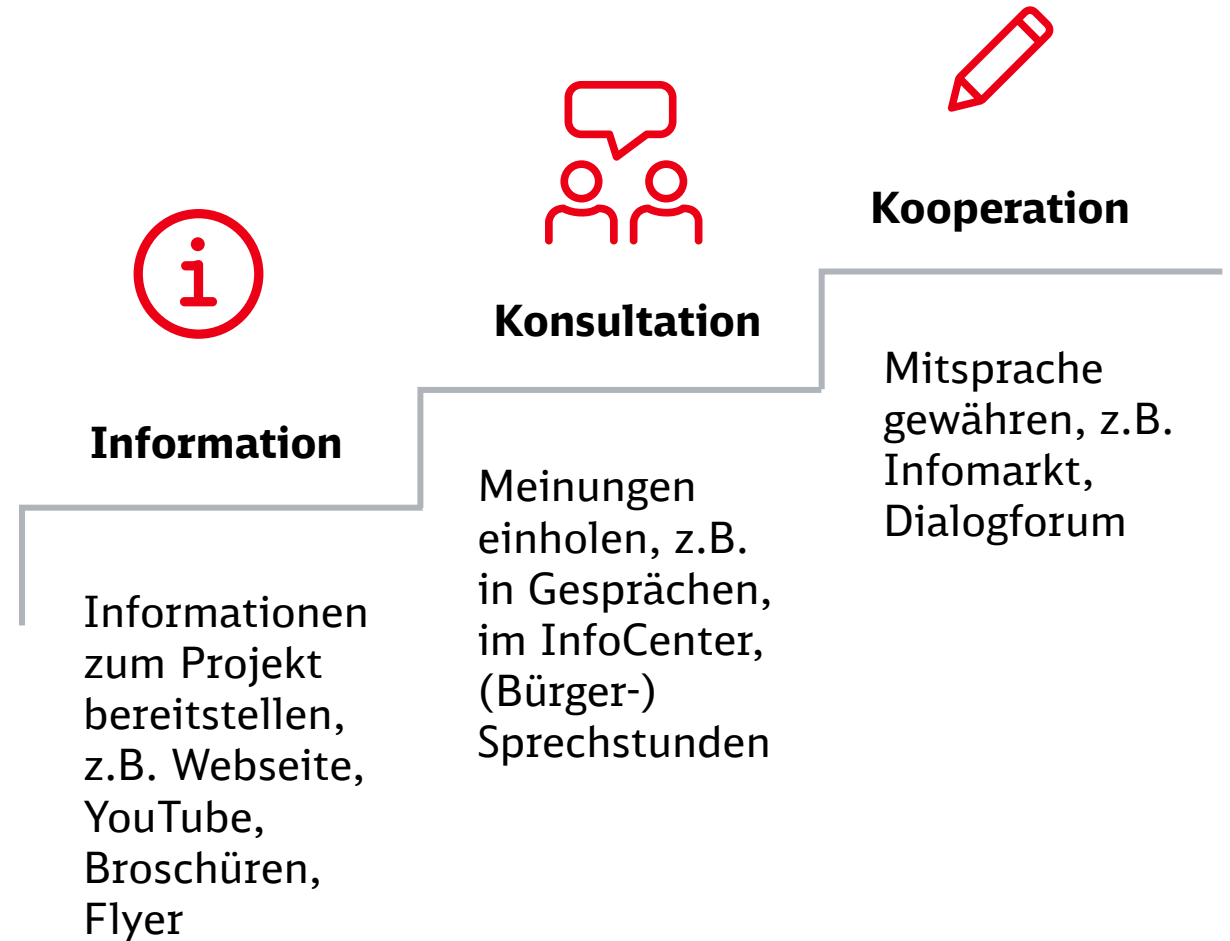 Information
Informationen
zum Projekt
bereitstellen,
z.B. Webseite,
YouTube,
Broschüren,
Flyer
Konsultation
Meinungen
einholen, z.B.
in Gesprächen,
im InfoCenter,
(Bürger-)
Sprechstunden
Kooperation
Mitsprache
gewähren, z.B.
Infomarkt,
Dialogforum